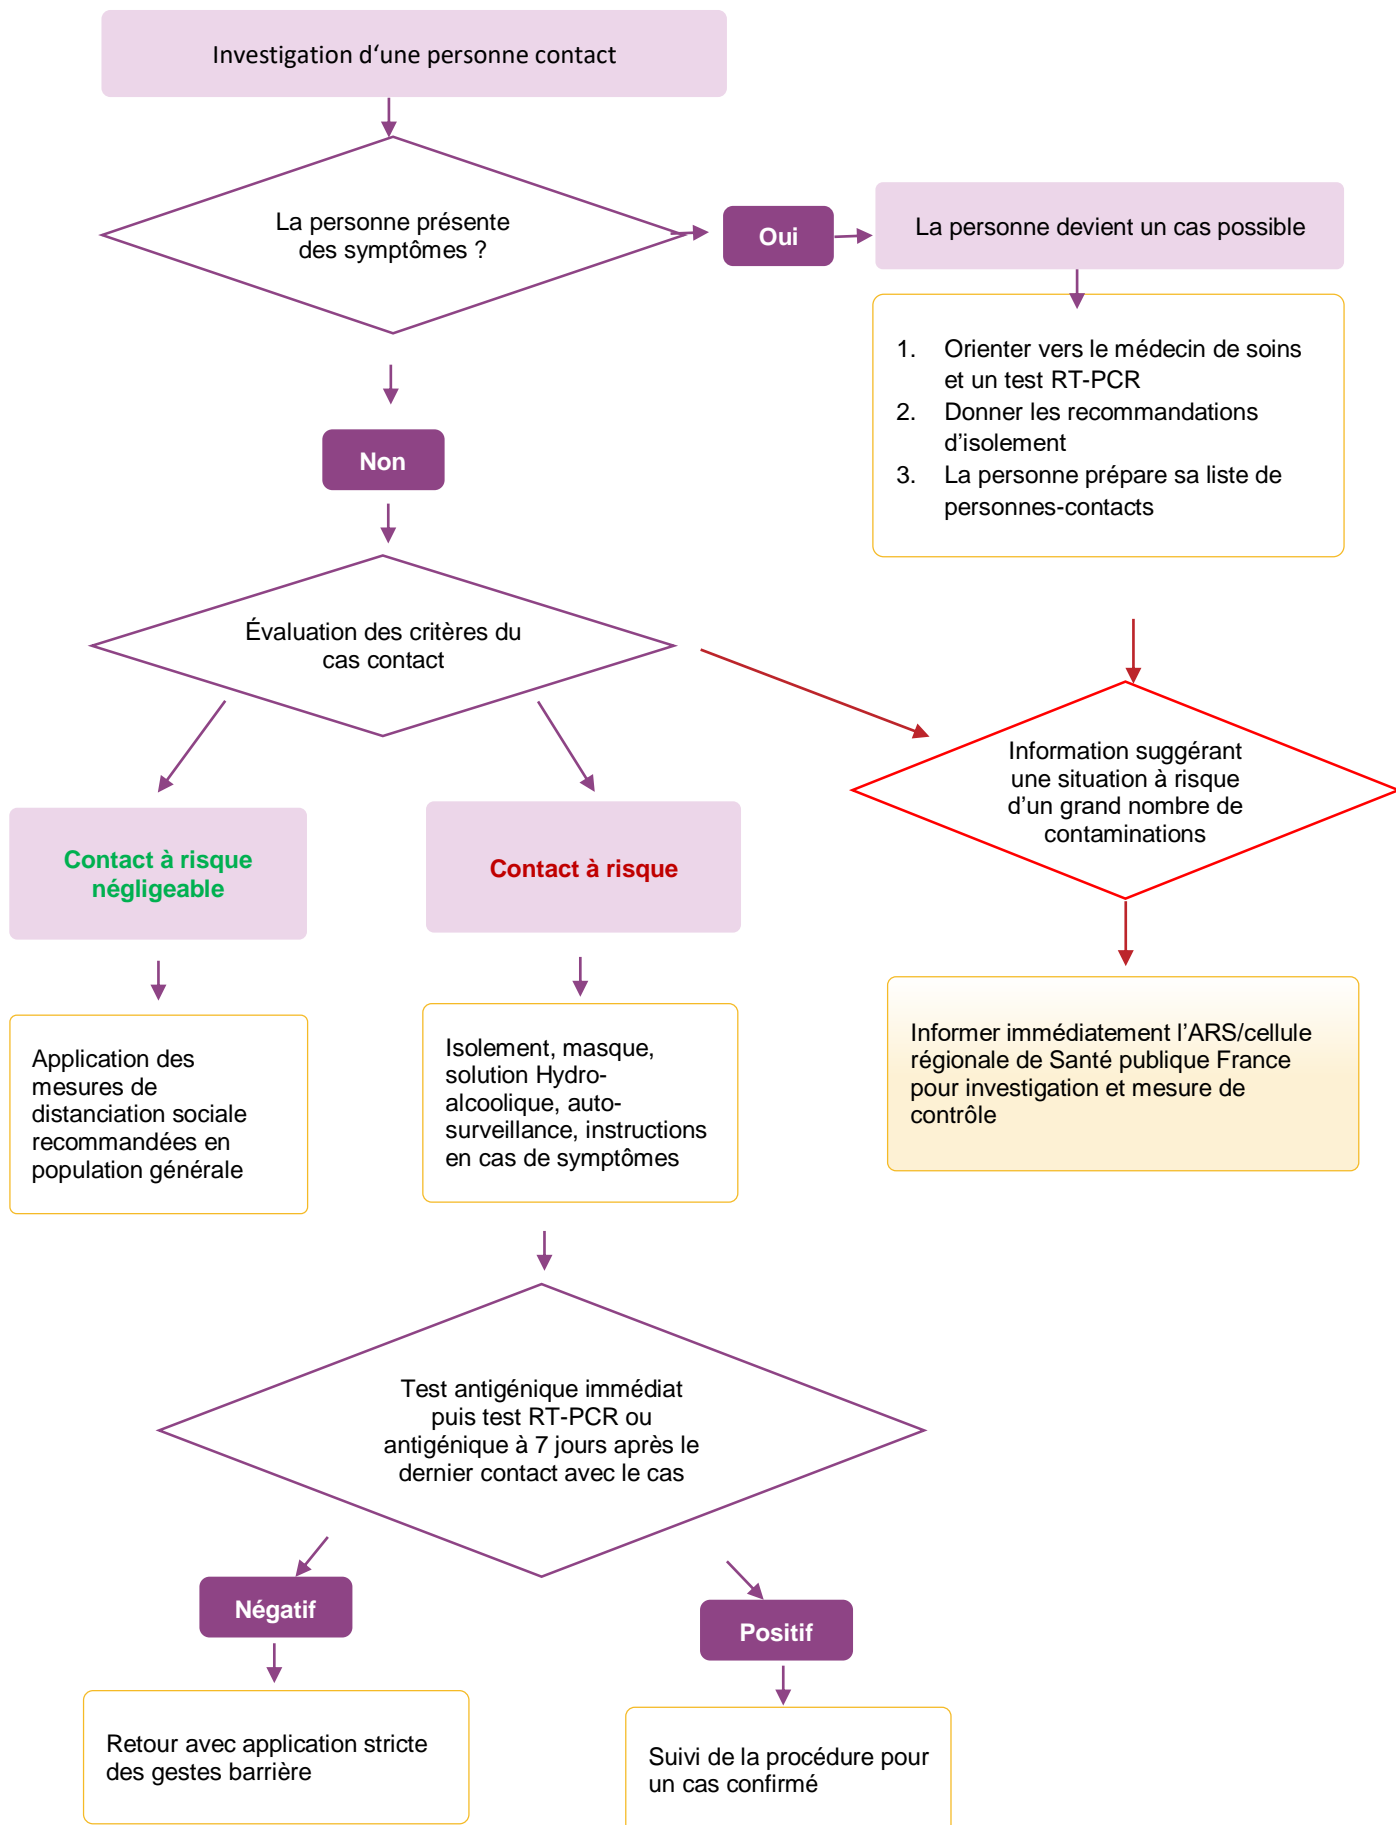 Investigation d‘une personne contact
La personne présente
des symptômes ?
Oui
La personne devient un cas possible
1. Orienter vers le médecin de soins
et un test RT-PCR
2. Donner les recommandations
d’isolement
3. La personne prépare sa liste de
personnes-contacts
Non
Évaluation des critères du
cas contact
Information suggérant
une situation à risque
d’un grand nombre de
contaminations
Contact à risque
négligeable
Contact à risque
Informer immédiatement l’ARS/cellule
régionale de Santé publique France
pour investigation et mesure de
contrôle
Application des
mesures de
distanciation sociale
recommandées en
population générale
Isolement, masque,
solution Hydro-
alcoolique, auto-
surveillance, instructions
en cas de symptômes
Test antigénique immédiat
puis test RT-PCR ou
antigénique à 7 jours après le
dernier contact avec le cas
Négatif
Positif
Retour avec application stricte
des gestes barrière
Suivi de la procédure pour
un cas confirmé